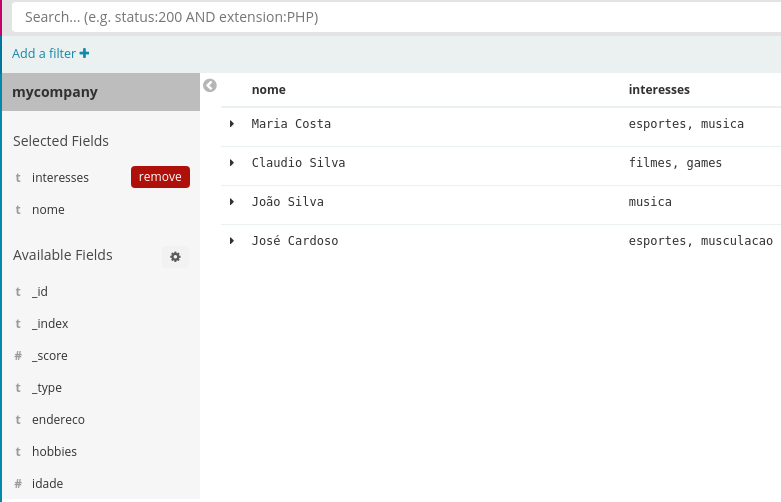 Search... (e.g. status:200 AND extension:PHP)
Add a filter +
mycompany
Selected Fields
t interesses remove
t nome
Available Fields
t _id
t _index
# _score
t _type
t endereco
t hobbies
# idade
nome interesses
Maria Costa esportes, musica
Claudio Silva filmes, games
João Silva musica
José Cardoso esportes, musculacao